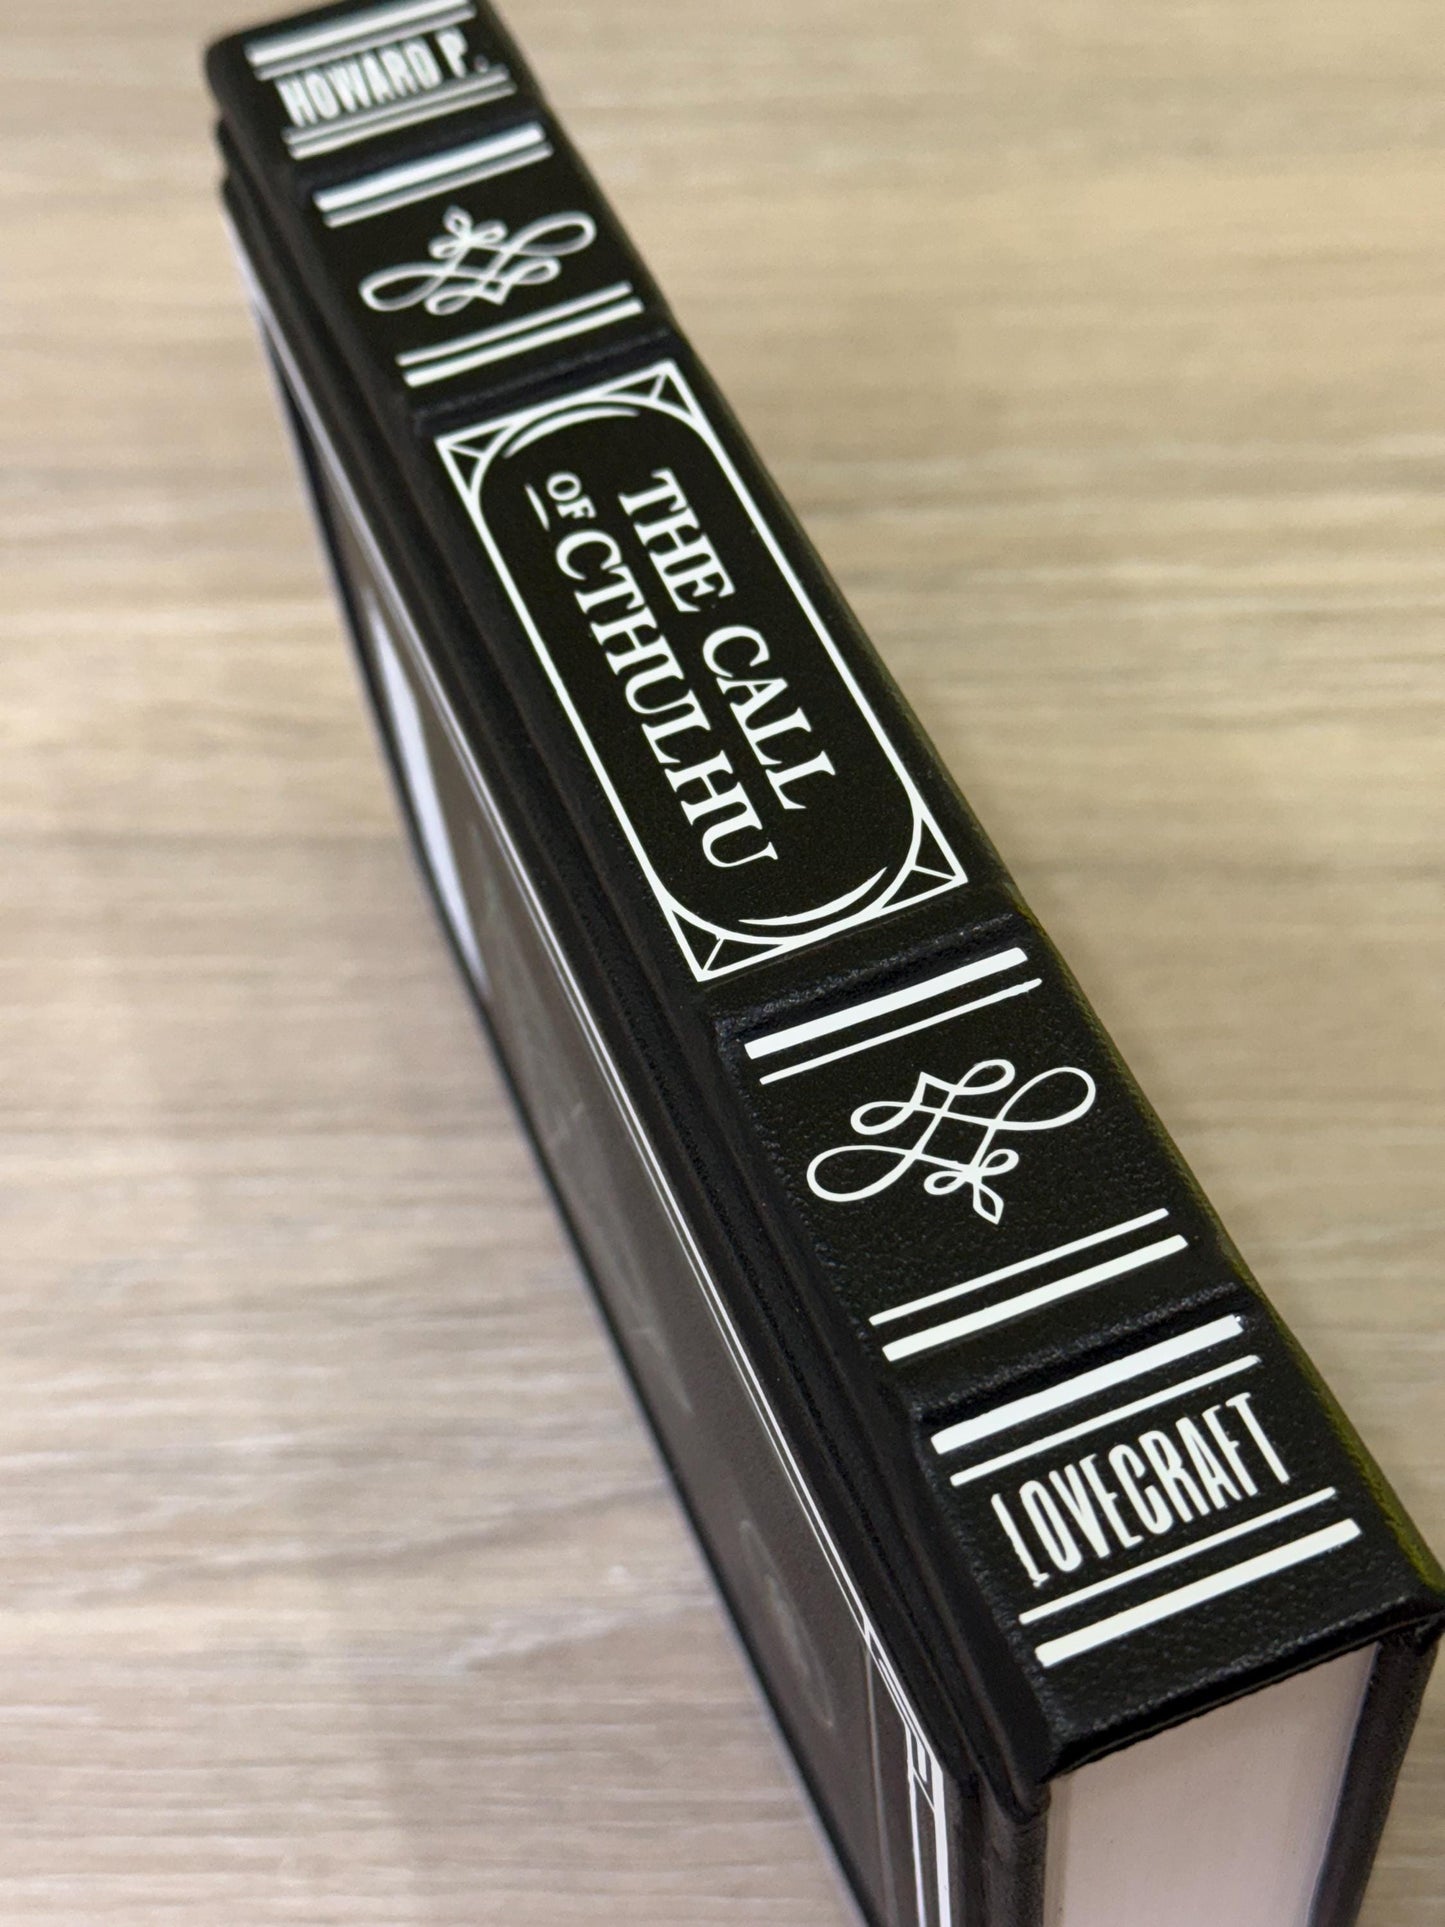 HOWARD P.
THE CALL
OF CTHULHU
LOVECRAFT